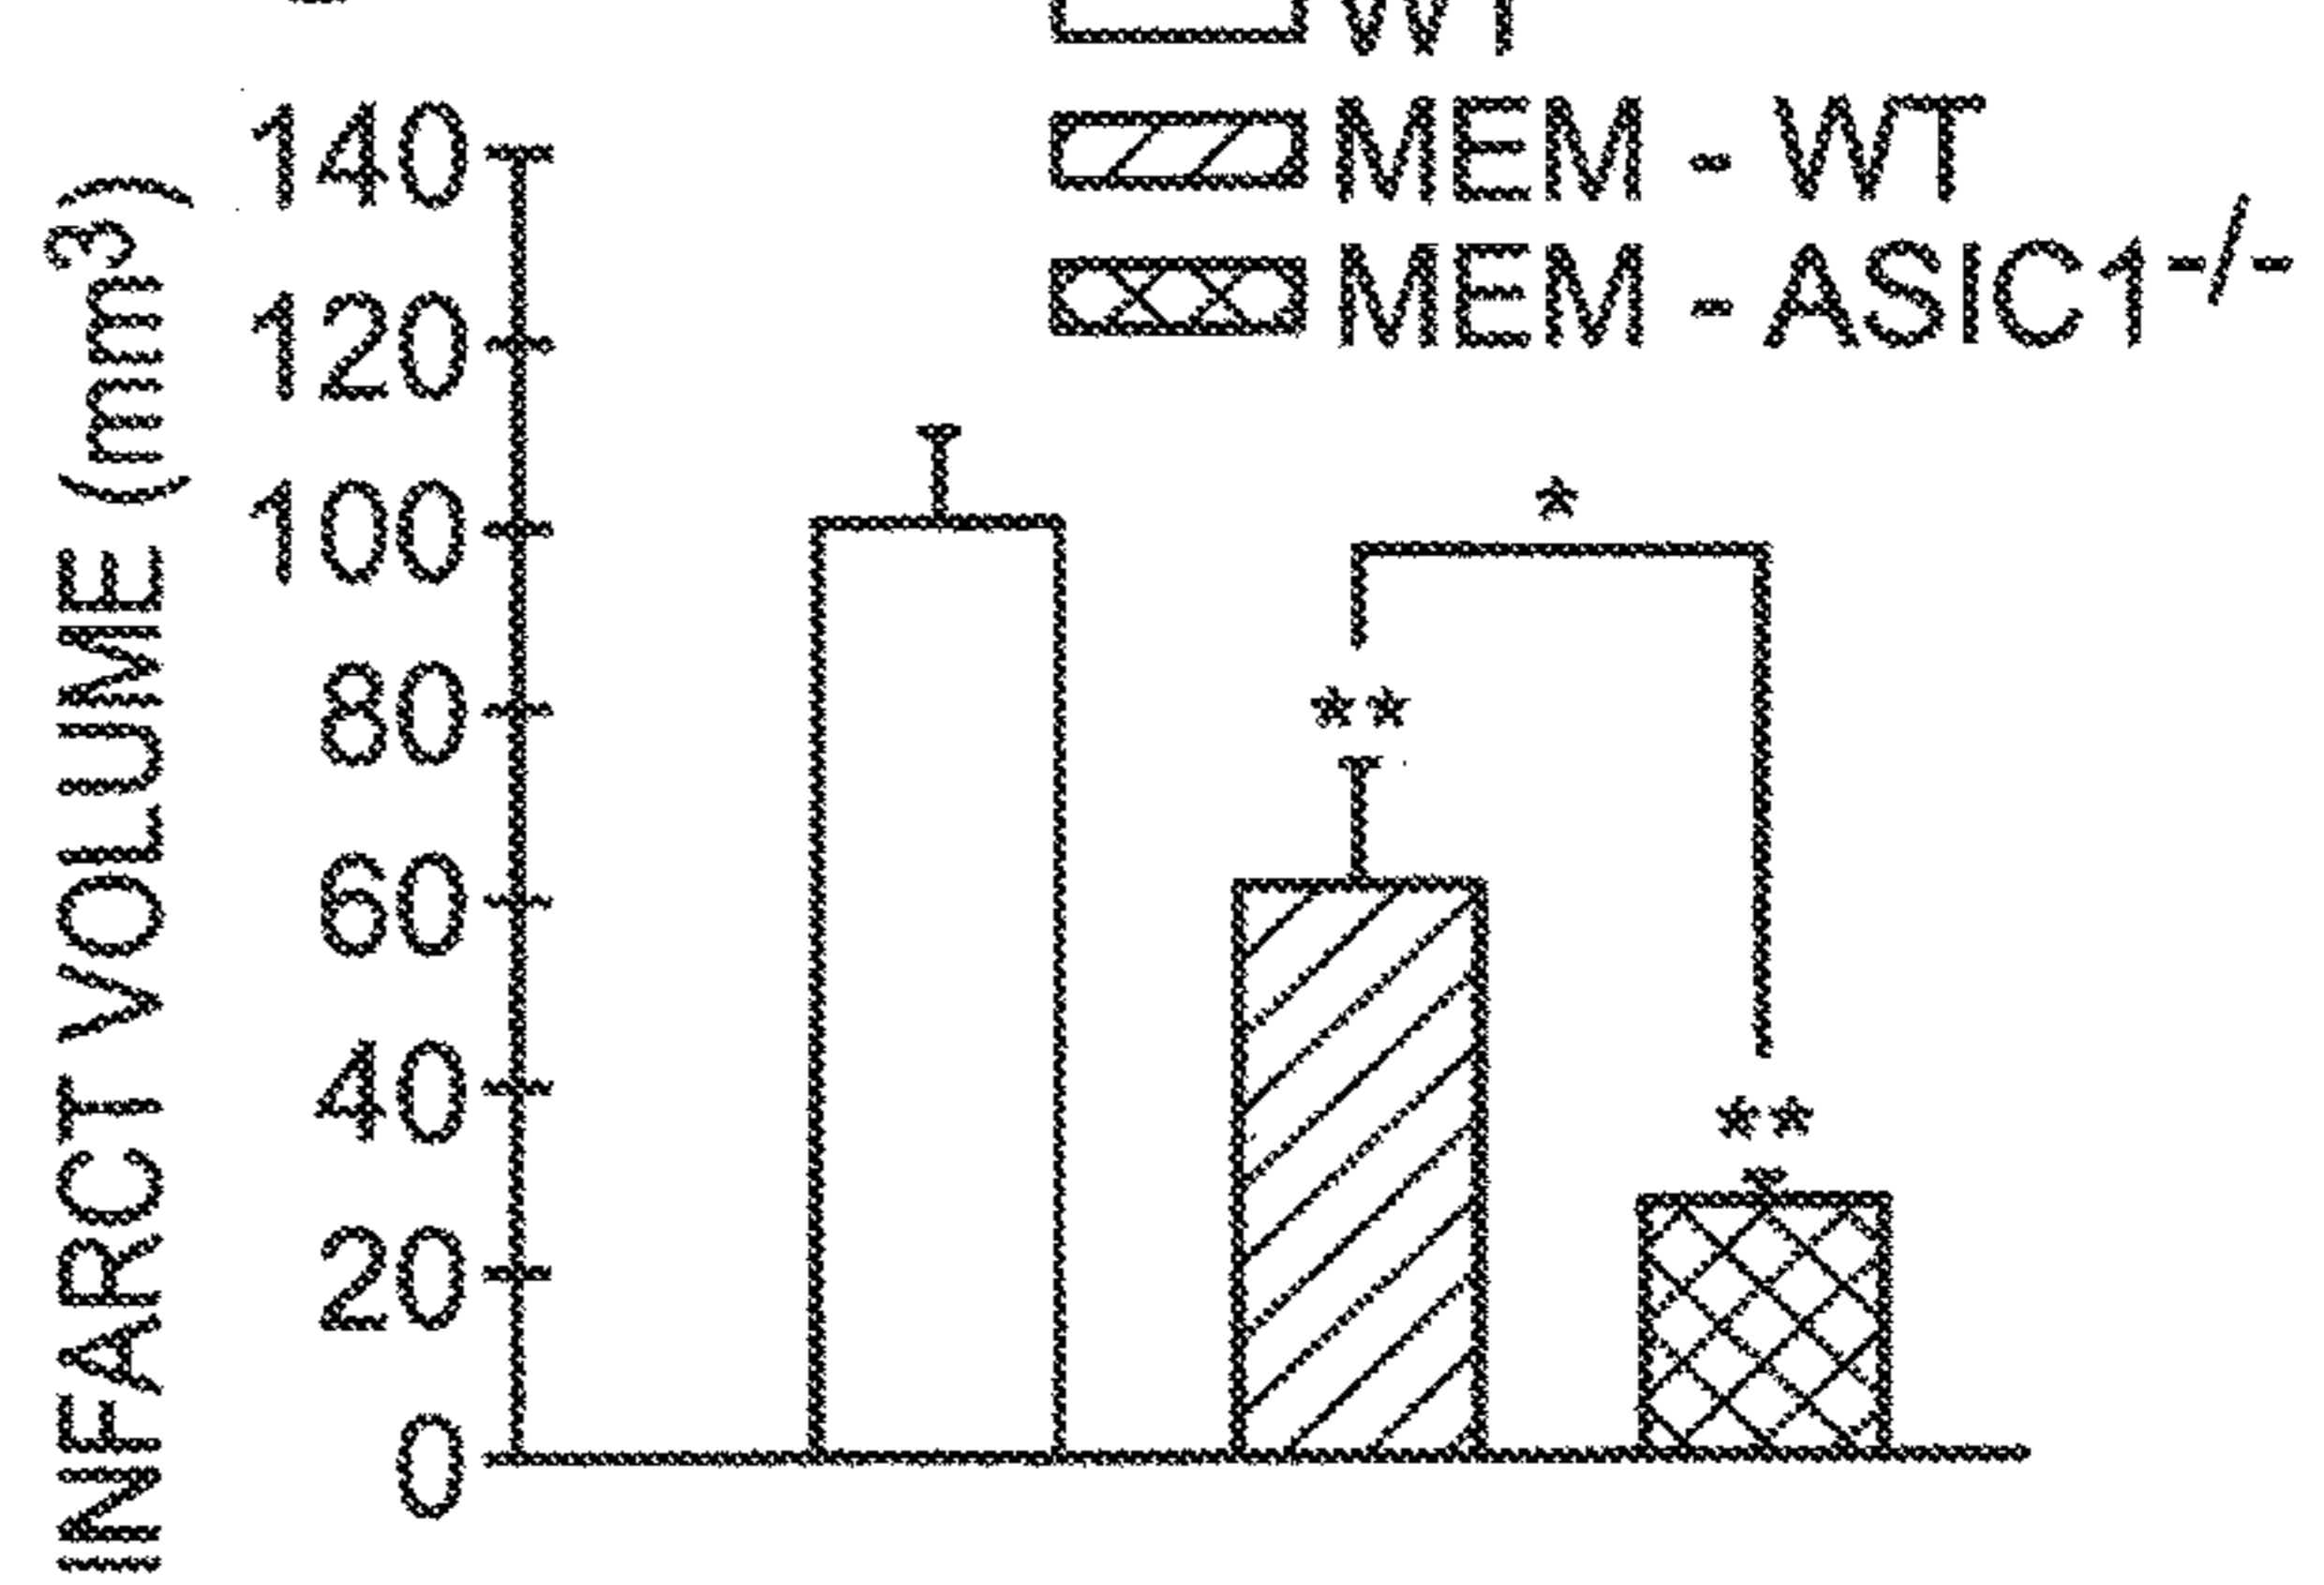 WT
MEM - WT
MEM - ASIC1-/-
INFARCT VOLUME (mm³)
140
120
100
80
60
40
20
0
*
**
**